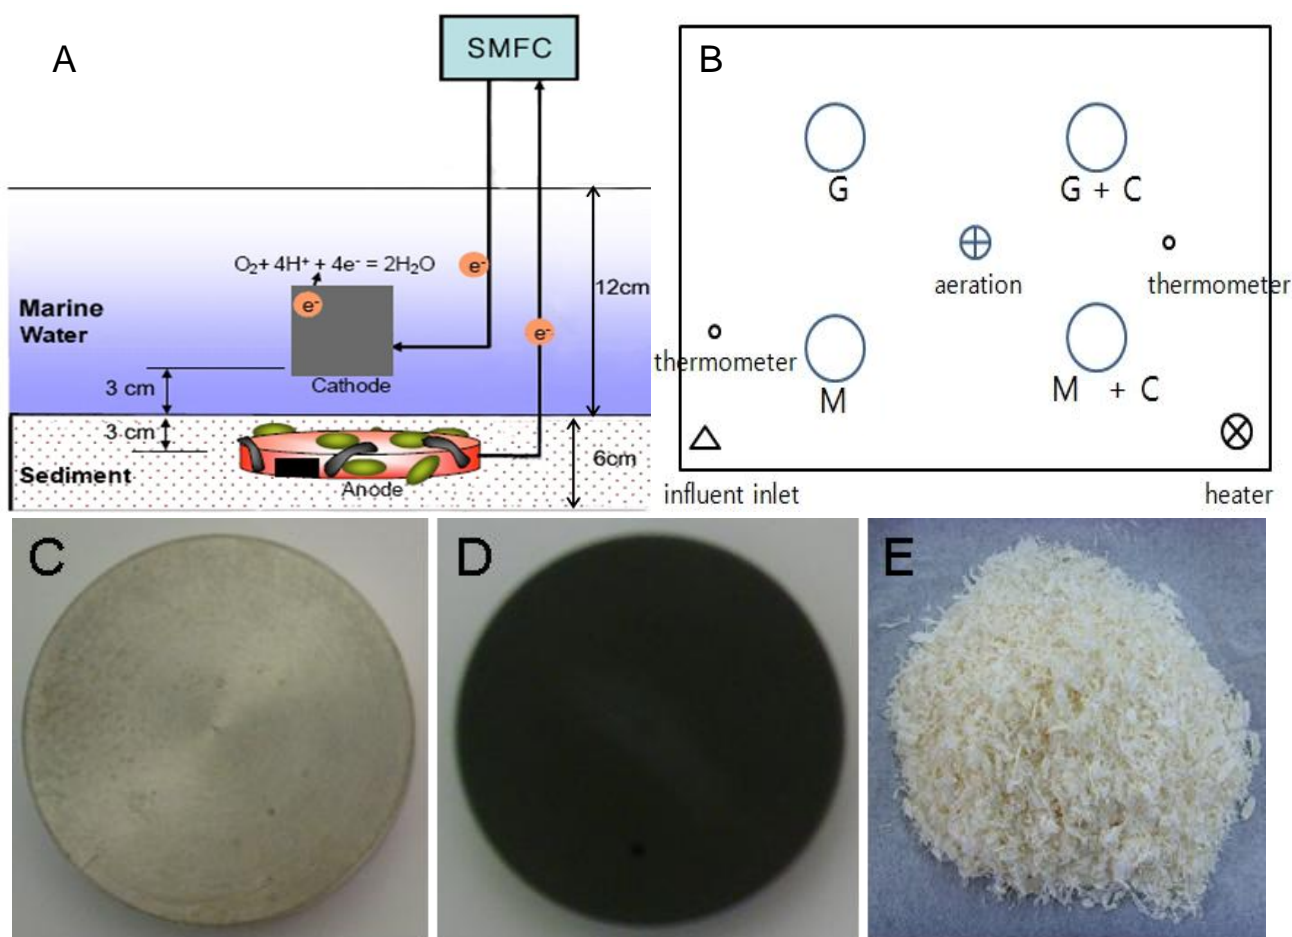 A
SMFC
O₂+ 4H⁺ + 4e⁻ = 2H₂O
e⁻
e⁻
e⁻
12cm
Marine
Water
Cathode
3 cm
3 cm
6cm
Sediment
Anode
B
G
G + C
aeration
thermometer
thermometer
M
M + C
influent inlet
heater
C
D
E